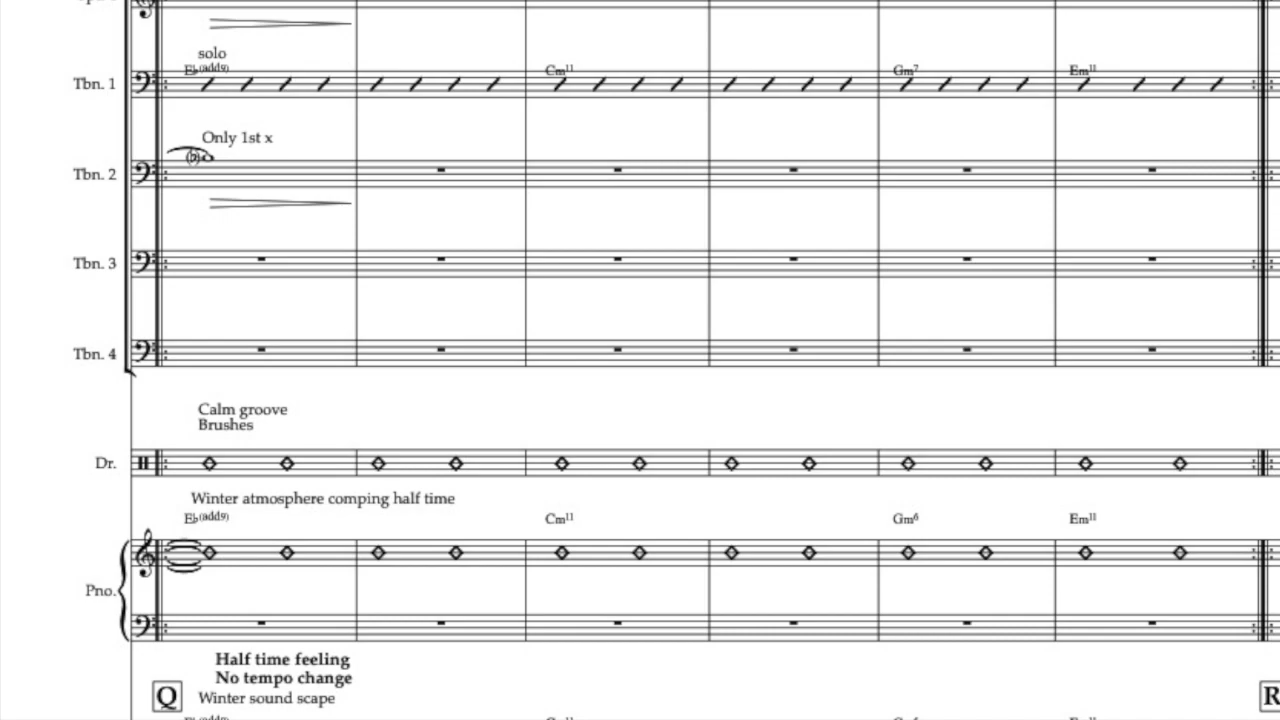 solo
E♭(add9) Cm11 Gm7 Em11
Tbn. 1
Only 1st x
Tbn. 2
Tbn. 3
Tbn. 4
Calm groove
Brushes
Dr.
Winter atmosphere comping half time
E♭(add9) Cm11 Gm6 Em11
Pno.
Half time feeling
No tempo change
Q Winter sound scape R